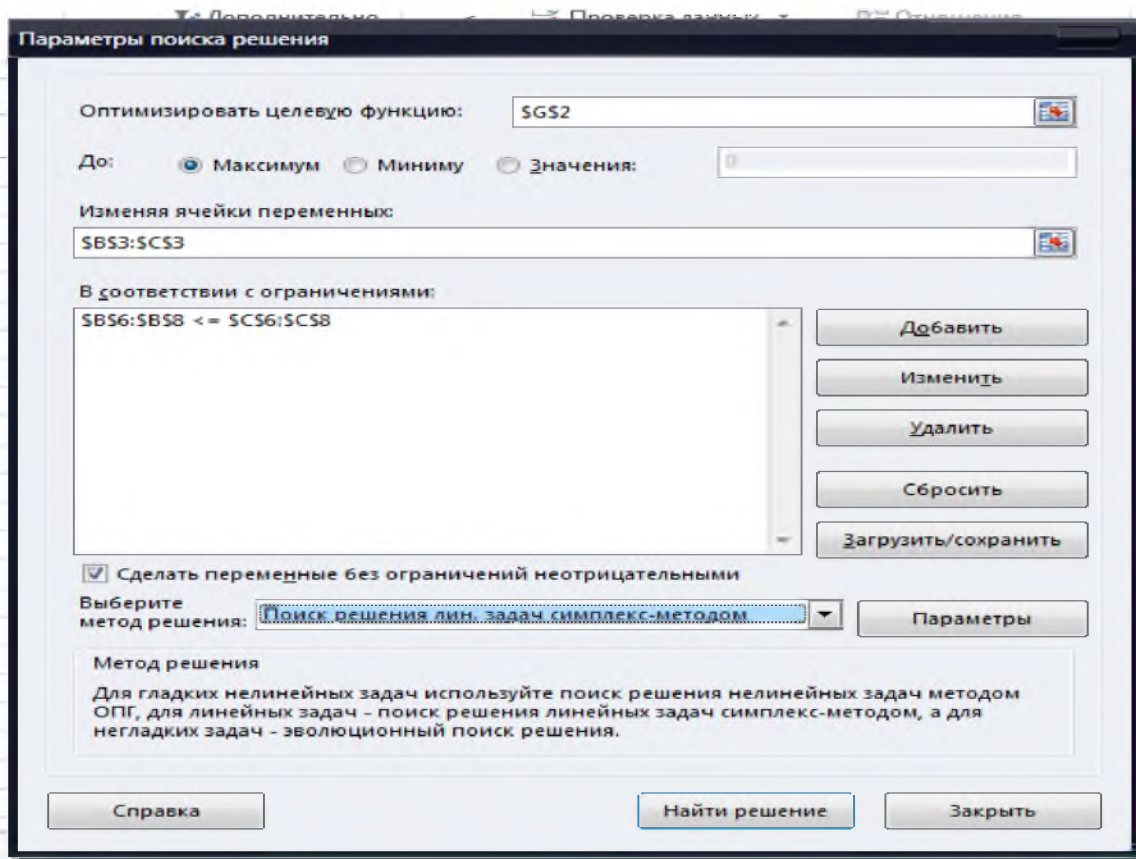 Дополнительно Проверка данных Отношения
Параметры поиска решения
Оптимизировать целевую функцию: $G$2
До: Максимум Миниму Значения: 0
Изменяя ячейки переменных:
$B$3:$C$3
В соответствии с ограничениями:
$B$6:$B$8 <= $C$6:$C$8
Добавить
Изменить
Удалить
Сбросить
Загрузить/сохранить
Сделать переменные без ограничений неотрицательными
Выберите
метод решения: Поиск решения лин. задач симплекс-методом Параметры
Метод решения
Для гладких нелинейных задач используйте поиск решения нелинейных задач методом
ОПГ, для линейных задач - поиск решения линейных задач симплекс-методом, а для
негладких задач - эволюционный поиск решения.
Справка Найти решение Закрыть